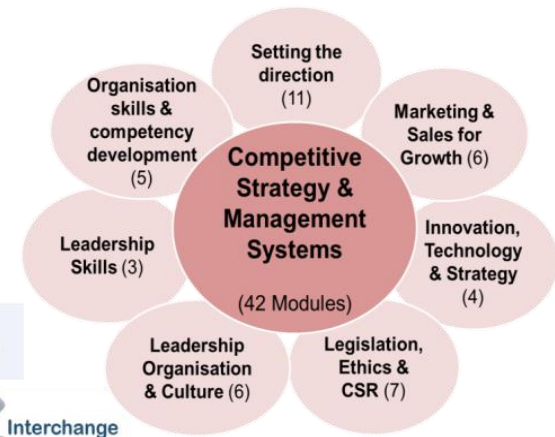 Setting the
direction
(11)
Marketing &
Sales for
Growth (6)
Innovation,
Technology
& Strategy
(4)
Legislation,
Ethics &
CSR (7)
Leadership
Organisation
& Culture (6)
Leadership
Skills (3)
Organisation
skills &
competency
development
(5)
Competitive
Strategy &
Management
Systems
(42 Modules)
Interchange